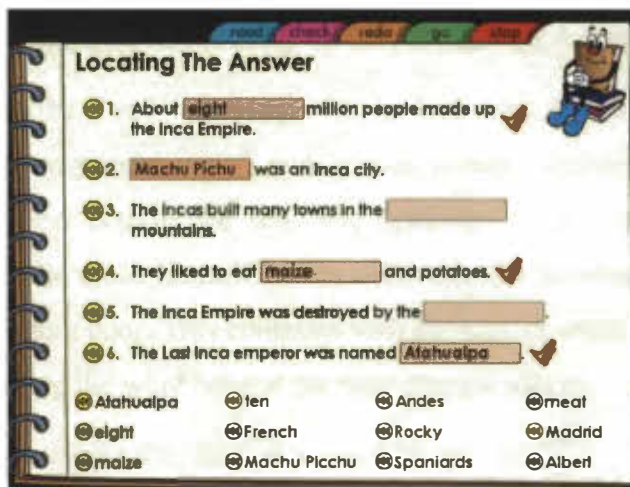 read check redo go stop
Locating The Answer
1. About eight million people made up
the Inca Empire.
2. Machu Pichu was an Inca city.
3. The Incas built many towns in the
mountains.
4. They liked to eat maize and potatoes.
5. The Inca Empire was destroyed by the .
6. The Last Inca emperor was named Atahualpa .
Atahualpa ten Andes meat
eight French Rocky Madrid
maize Machu Picchu Spaniards Albert